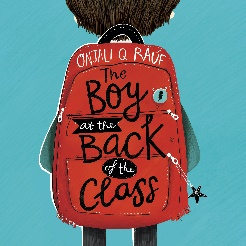 ONJALI Q RAÚF
The
BOY
at the
BACK
of the
Class